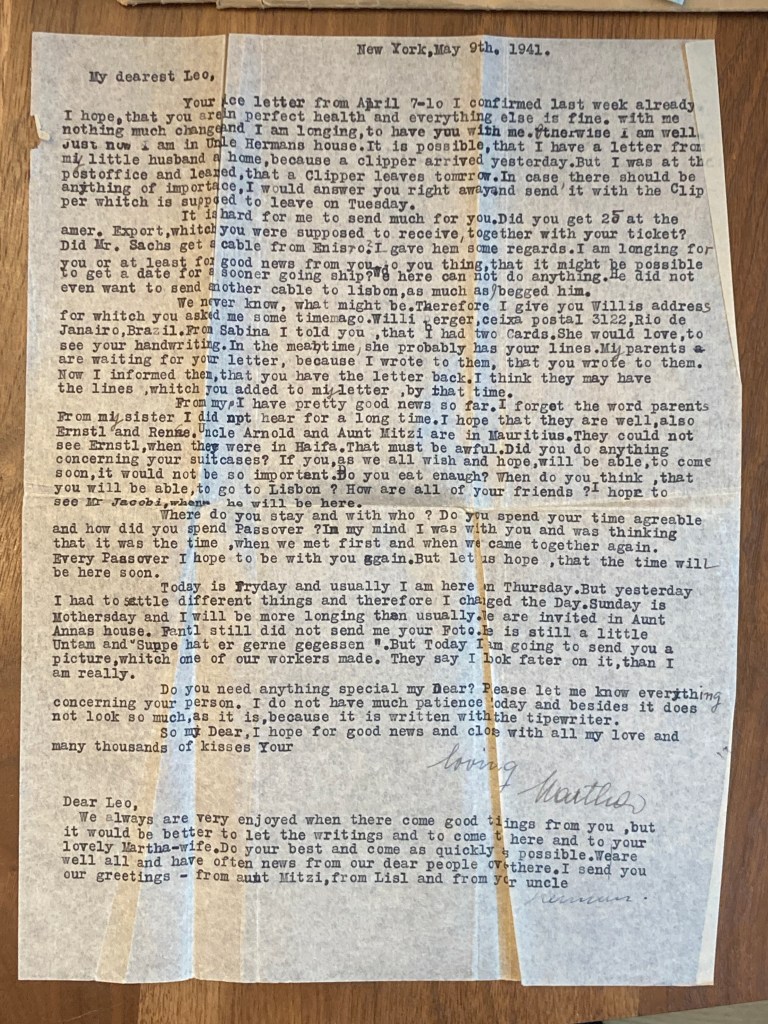 New York,May 9th. 1941.
My dearest Leo,
Your ice letter from April 7-lo I confirmed last week already
I hope,that you are in perfect health and everything else is fine. with me
nothing much change and I am longing,to have you with me.Otherwise I am well
Just now I am in Un le Hermans house.It is possible,that I have a letter from
my little husband a home,because a clipper arrived yesterday.But I was at th
postoffice and lea ed,that a Clipper leaves tomorrow.In case there should be
anything of importa ce,I would answer you right away and send it with the Clip
per whitch is supp ed to leave on Tuesday.
It is hard for me to send much for you.Did you get 25 at the
amer. Export,whitch you were supposed to receive,together with your ticket?
Did Mr. Sachs get a cable from I gave hem some regards.I am longing for
you or at least for good news from you. do you thing,that it might be possible
to get a date for a sooner going ship? We here can not do anything.He did not
even want to send another cable to lisbon,as much as I begged him.
We never know, what might be.Therefore I give you Willis address
for whitch you asked me some timemago.Willi erger,ceixa postal 3122,Rio de
Janairo,Brazil.From Sabina I told you ,that I had two Cards.She would love,to
see your handwriting.In the meantime,she probably has your lines.My parents a
are waiting for your letter, because I wrote to them, that you wrote to them.
Now I informed them,that you have the letter back.I think they may have
the lines ,whitch you added to my letter ,by that time.
From my,I have pretty good news so far.I forget the word parents
From my sister I did not hear for a long time.I hope that they are well,also
Ernstl and Renée.Uncle Arnold and Aunt Mitzi are in Mauritius.They could not
see Ernstl,when they were in Haifa.That must be awful.Did you do anything
concerning your suitcases? If you,as we all wish and hope,will be able,to come
soon,it would not be so important.Do you eat enaugh? When do you think ,that
you will be able,to go to Lisbon ? How are all of your friends ?I hope to
see Mr Jacobi,when he will be here.
Where do you stay and with who ? Do you spend your time agreable
and how did you spend Passover ?In my mind I was with you and was thinking
that it was the time ,when we met first and when we came together again.
Every Passover I hope to be with you again.But let us hope ,that the time will
be here soon.
Today is Fryday and usually I am here on Thursday.But yesterday
I had to settle different things and therefore I cha ged the Day.Sunday is
Mothersday and I will be more longing than usually.We are invited in Aunt
Annas house. Fantl still did not send me your Foto.He is still a little
Untam and"Suppe hat er gerne gegessen ".But Today I am going to send you a
picture,whitch one of our workers made. They say I look fater on it,than I
am really.
Do you need anything special my Dear? Please let me know everything
concerning your person. I do not have much patience today and besides it does
not look so much,as it is,because it is written with the tipewriter.
So my Dear,I hope for good news and close with all my love and
many thousands of kisses Your
loving
Martha
Dear Leo,
We always are very enjoyed when there come good t ings from you ,but
it would be better to let the writings and to come t here and to your
lovely Martha-wife.Do your best and come as quickly s possible.Weare
well all and have often news from our dear people ov there.I send you
our greetings - from aunt Mitzi,from Lisl and from yor uncle
Herman.